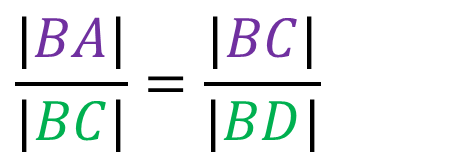 |BA| / |BC| = |BC| / |BD|